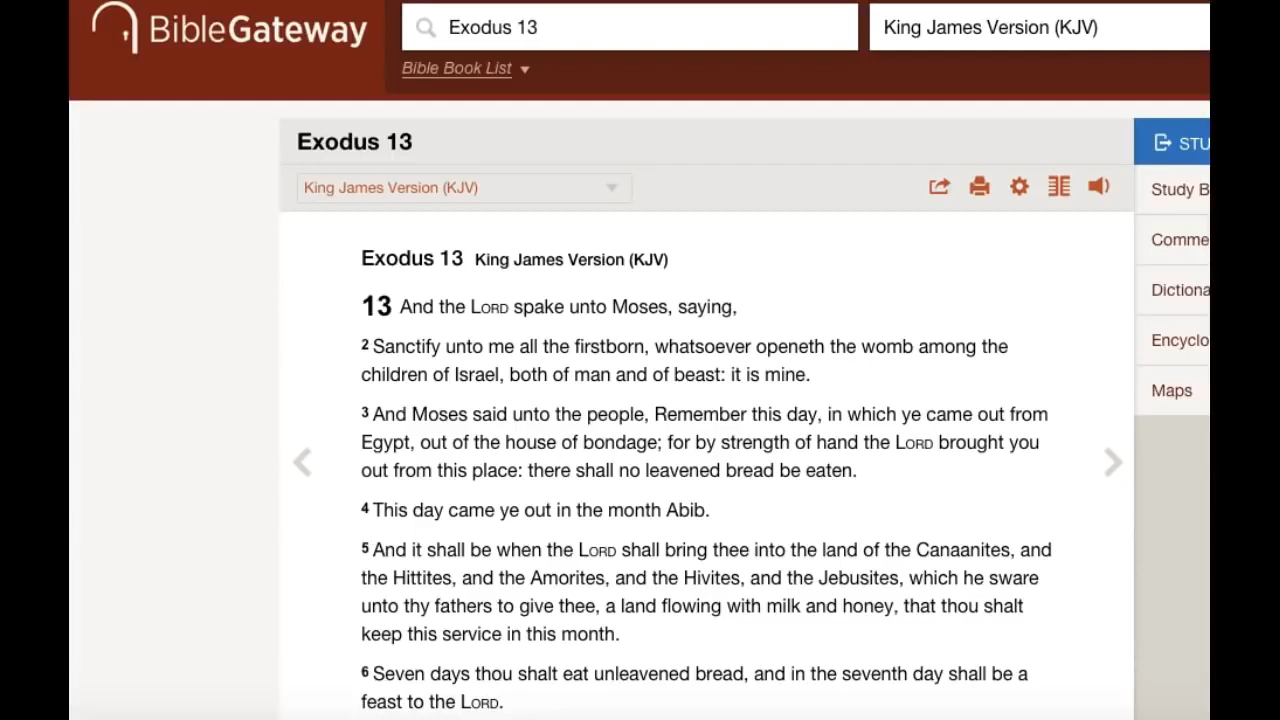 BibleGateway
Exodus 13
King James Version (KJV)
Bible Book List
Exodus 13
STU
King James Version (KJV)
Study B
Comme
Dictiona
Encyclo
Maps
Exodus 13 King James Version (KJV)
13 And the LORD spake unto Moses, saying,
2 Sanctify unto me all the firstborn, whatsoever openeth the womb among the
children of Israel, both of man and of beast: it is mine.
3 And Moses said unto the people, Remember this day, in which ye came out from
Egypt, out of the house of bondage; for by strength of hand the LORD brought you
out from this place: there shall no leavened bread be eaten.
4 This day came ye out in the month Abib.
5 And it shall be when the LORD shall bring thee into the land of the Canaanites, and
the Hittites, and the Amorites, and the Hivites, and the Jebusites, which he sware
unto thy fathers to give thee, a land flowing with milk and honey, that thou shalt
keep this service in this month.
6 Seven days thou shalt eat unleavened bread, and in the seventh day shall be a
feast to the LORD.